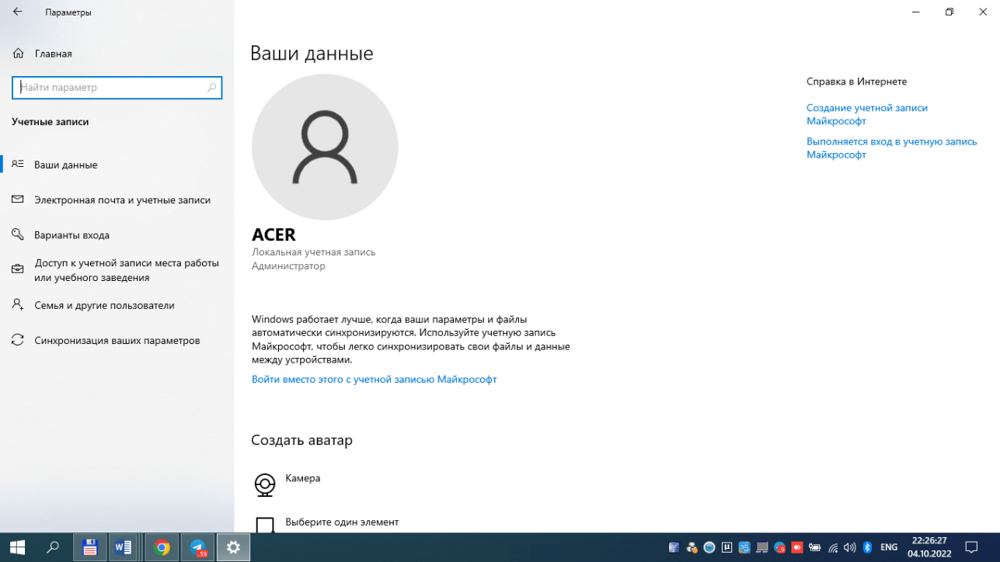 Параметры
Главная
Найти параметр
Учетные записи
Ваши данные
Электронная почта и учетные записи
Варианты входа
Доступ к учетной записи места работы
или учебного заведения
Семья и другие пользователи
Синхронизация ваших параметров
Ваши данные
ACER
Локальная учетная запись
Администратор
Windows работает лучше, когда ваши параметры и файлы
автоматически синхронизируются. Используйте учетную запись
Майкрософт, чтобы легко синхронизировать свои файлы и данные
между устройствами.
Войти вместо этого с учетной записью Майкрософт
Создать аватар
Камера
Выберите один элемент
Справка в Интернете
Создание учетной записи
Майкрософт
Выполняется вход в учетную запись
Майкрософт
59
ENG
22:26:27
04.10.2022